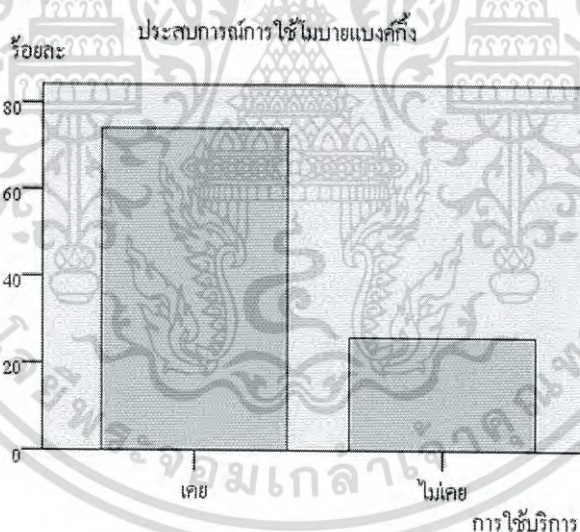 ประสบการณ์การใช้โมบายแบงค์กิ้ง
ร้อยละ
80
60
40
20
0
เคย
ไม่เคย
การใช้บริการ